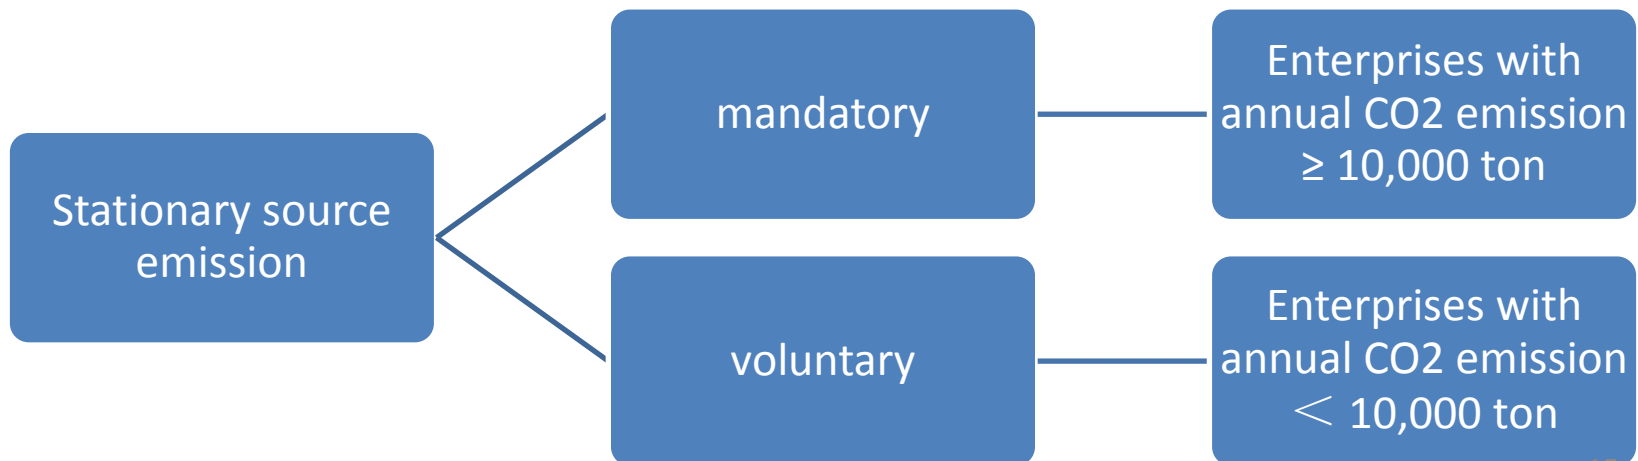 Stationary source
emission
mandatory
Enterprises with
annual CO2 emission
≥ 10,000 ton
voluntary
Enterprises with
annual CO2 emission
＜ 10,000 ton